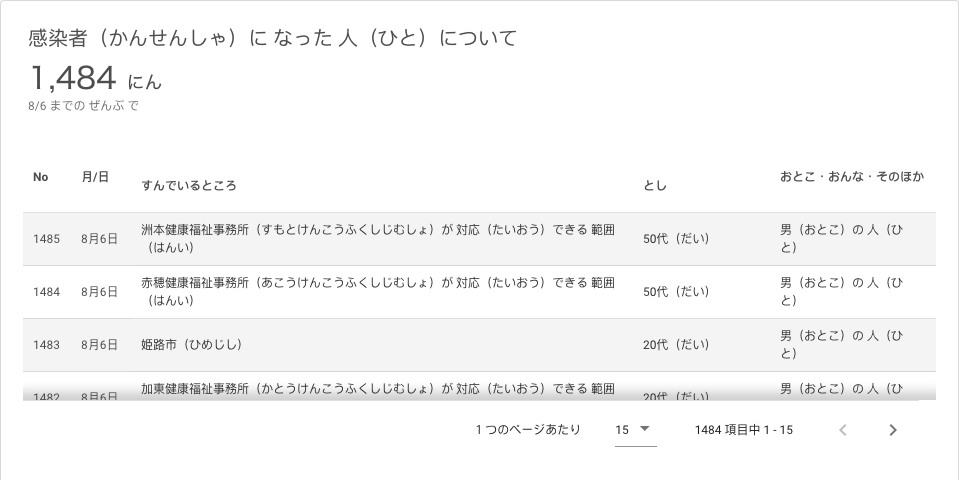 感染者（かんせんしゃ）に なった 人（ひと）について
1,484 にん
8/6 までの ぜんぶ で
No 月/日 すんでいるところ とし おとこ・おんな・そのほか
1485 8月6日 洲本健康福祉事務所（すもとけんこうふくしじむしょ）が 対応（たいおう）できる 範囲 50代（だい） 男（おとこ）の 人（ひ
（はんい） と）
1484 8月6日 赤穂健康福祉事務所（あこうけんこうふくしじむしょ）が 対応（たいおう）できる 範囲 50代（だい） 男（おとこ）の 人（ひ
（はんい） と）
1483 8月6日 姫路市（ひめじし） 20代（だい） 男（おとこ）の 人（ひ
と）
1482 8月6日 加東健康福祉事務所（かとうけんこうふくしじむしょ）が 対応（たいおう）できる 範囲 20代（だい） 男（おとこ）の 人（ひ
1 つのページあたり 15 1484 項目中 1 - 15